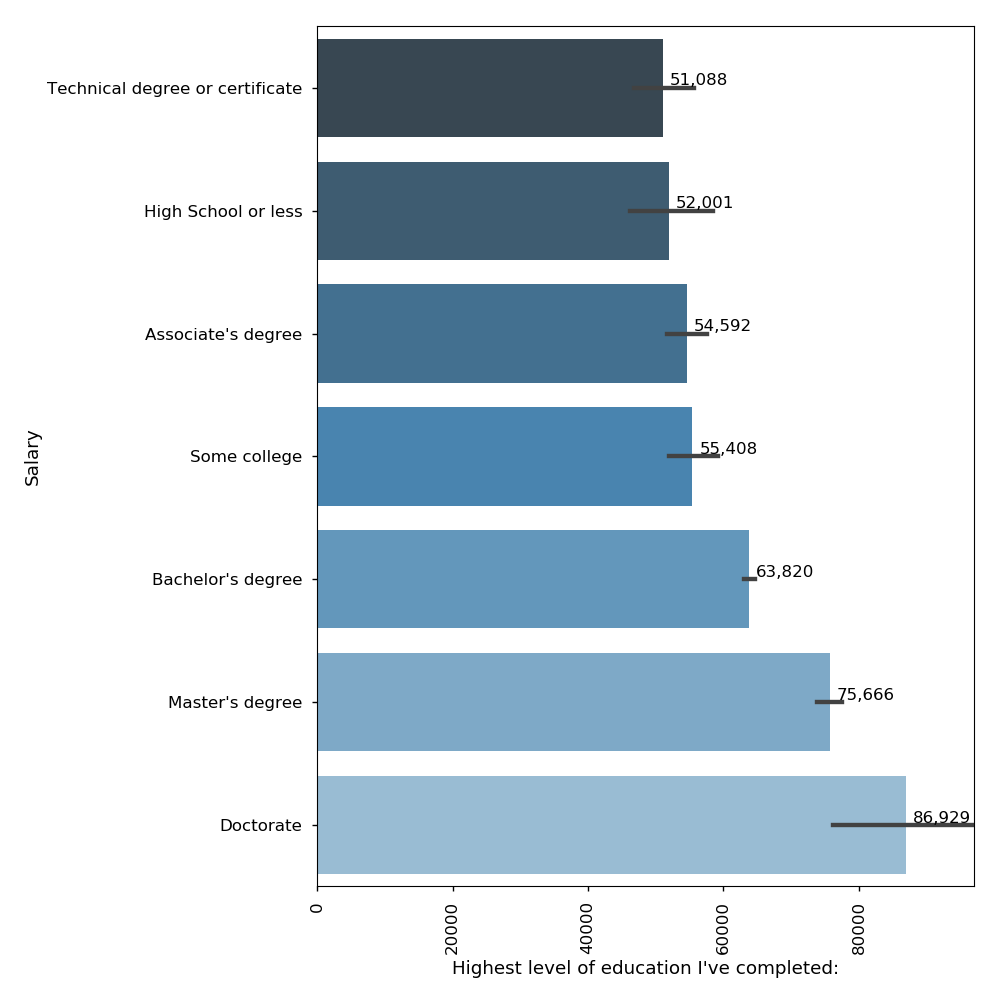 Technical degree or certificate
51,088
High School or less
52,001
Associate's degree
54,592
Salary
Some college
55,408
Bachelor's degree
63,820
Master's degree
75,666
Doctorate
86,929
0
20000
40000
60000
80000
Highest level of education I've completed: